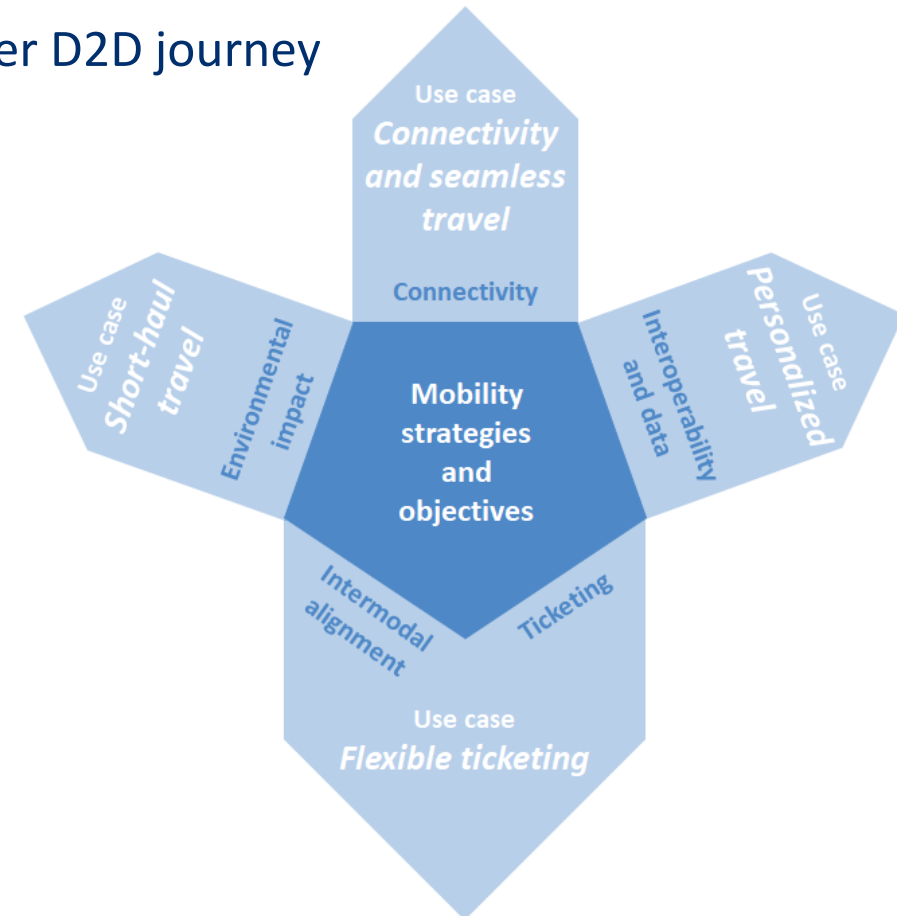 er D2D journey
Use case
Connectivity
and seamless
travel
Connectivity
Use case
Short-haul
travel
Environmental
impact
Mobility
strategies
and
objectives
Interoperability
and data
Use case
Personalized
travel
Intermodal
alignment
Ticketing
Use case
Flexible ticketing